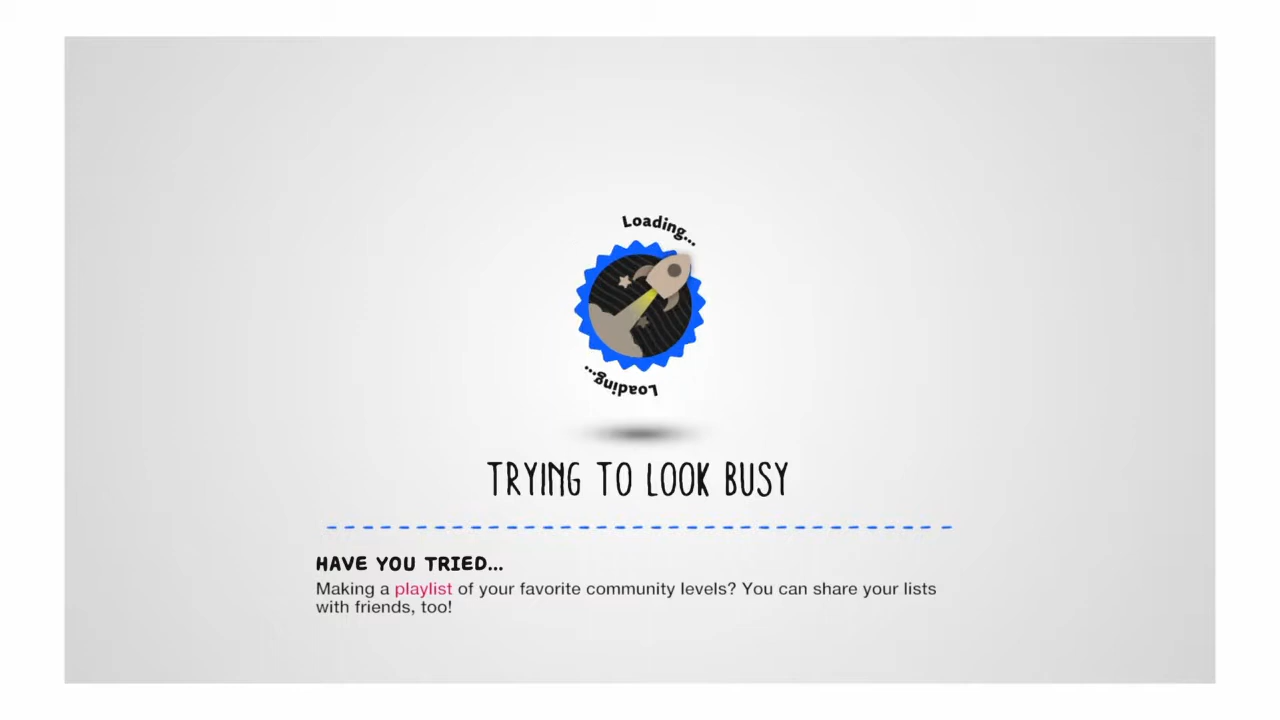 Loading...
Loading...
TRYING TO LOOK BUSY
HAVE YOU TRIED...
Making a playlist of your favorite community levels? You can share your lists
with friends, too!